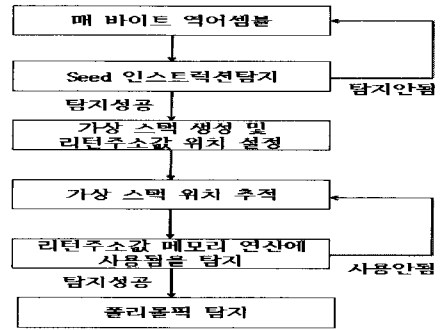 매 바이트 역어셈블
Seed 인스트럭션탐지
탐지안됨
탐지성공
가상 스택 생성 및
리턴주소값 위치 설정
가상 스택 위치 추적
리턴주소값 메모리 연산에
사용됨을 탐지
사용안됨
탐지성공
폴리몰픽 탐지